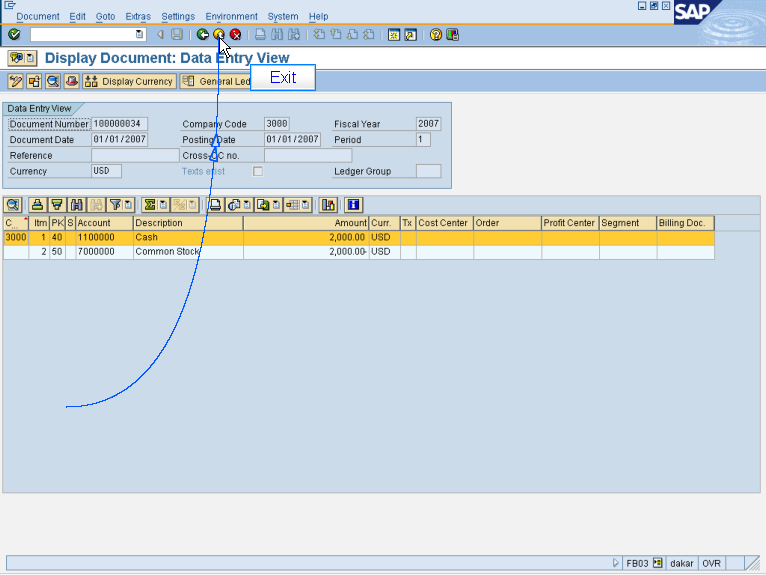 Document Edit Goto Extras Settings Environment System Help
SAP
Display Document: Data Entry View
Exit
Display Currency General Led
Data Entry View
Document Number 100000034 Company Code 3000 Fiscal Year 2007
Document Date 01/01/2007 Posting Date 01/01/2007 Period 1
Reference Cross-CC no.
Currency USD Texts exist Ledger Group
C... Itm PK S Account Description Amount Curr. Tx Cost Center Order Profit Center Segment Billing Doc.
3000 1 40 1100000 Cash 2,000.00 USD
2 50 7000000 Common Stock 2,000.00- USD
FB03 dakar OVR